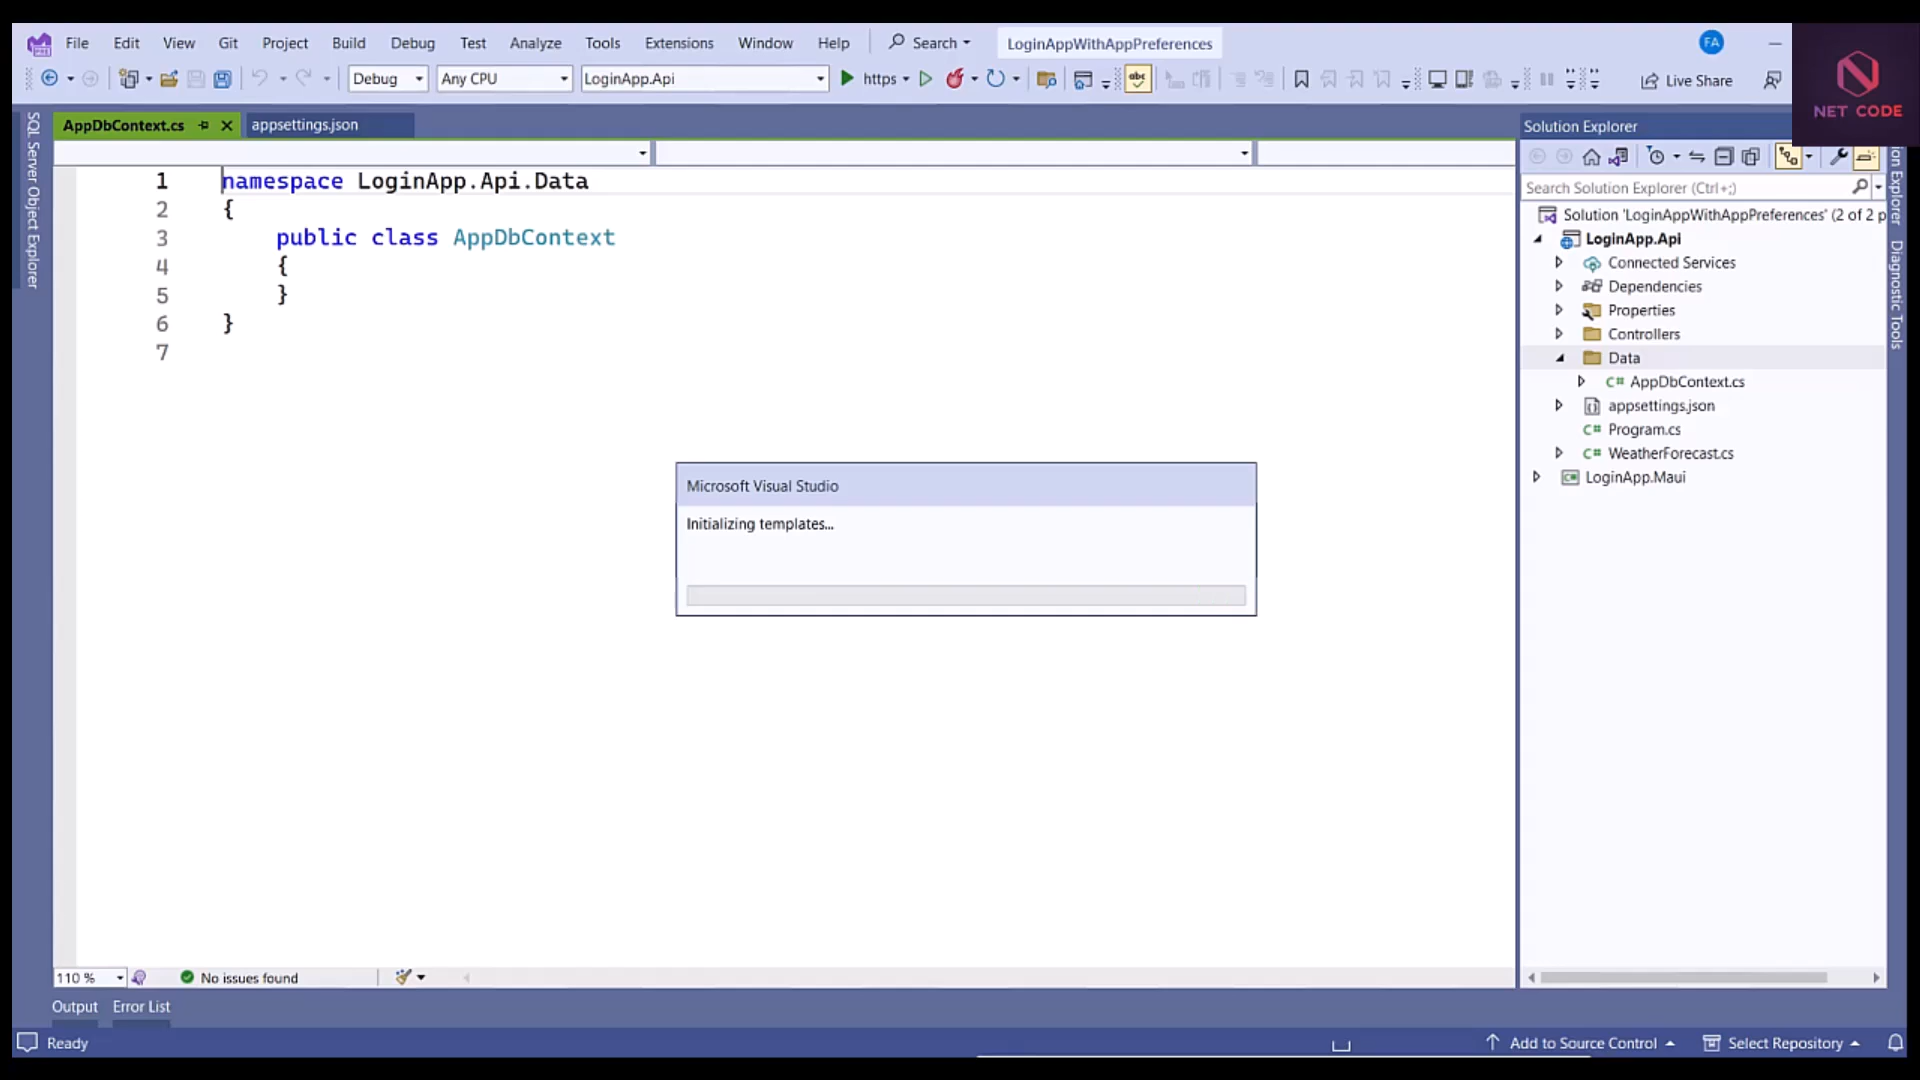 File Edit View Git Project Build Debug Test Analyze Tools Extensions Window Help Search LoginAppWithAppPreferences FA
Debug Any CPU LoginApp.Api https Live Share
NET CODE
SQL Server Object Explorer
AppDbContext.cs appsettings.json
1 namespace LoginApp.Api.Data
2 {
3 public class AppDbContext
4 {
5 }
6 }
7
Microsoft Visual Studio
Initializing templates...
Solution Explorer
Search Solution Explorer (Ctrl+;)
Solution 'LoginAppWithAppPreferences' (2 of 2 p
LoginApp.Api
Connected Services
Dependencies
Properties
Controllers
Data
C# AppDbContext.cs
appsettings.json
C# Program.cs
C# WeatherForecast.cs
LoginApp.Maui
ion Explorer
Diagnostic Tools
110 % No issues found
Output Error List
Ready Add to Source Control Select Repository